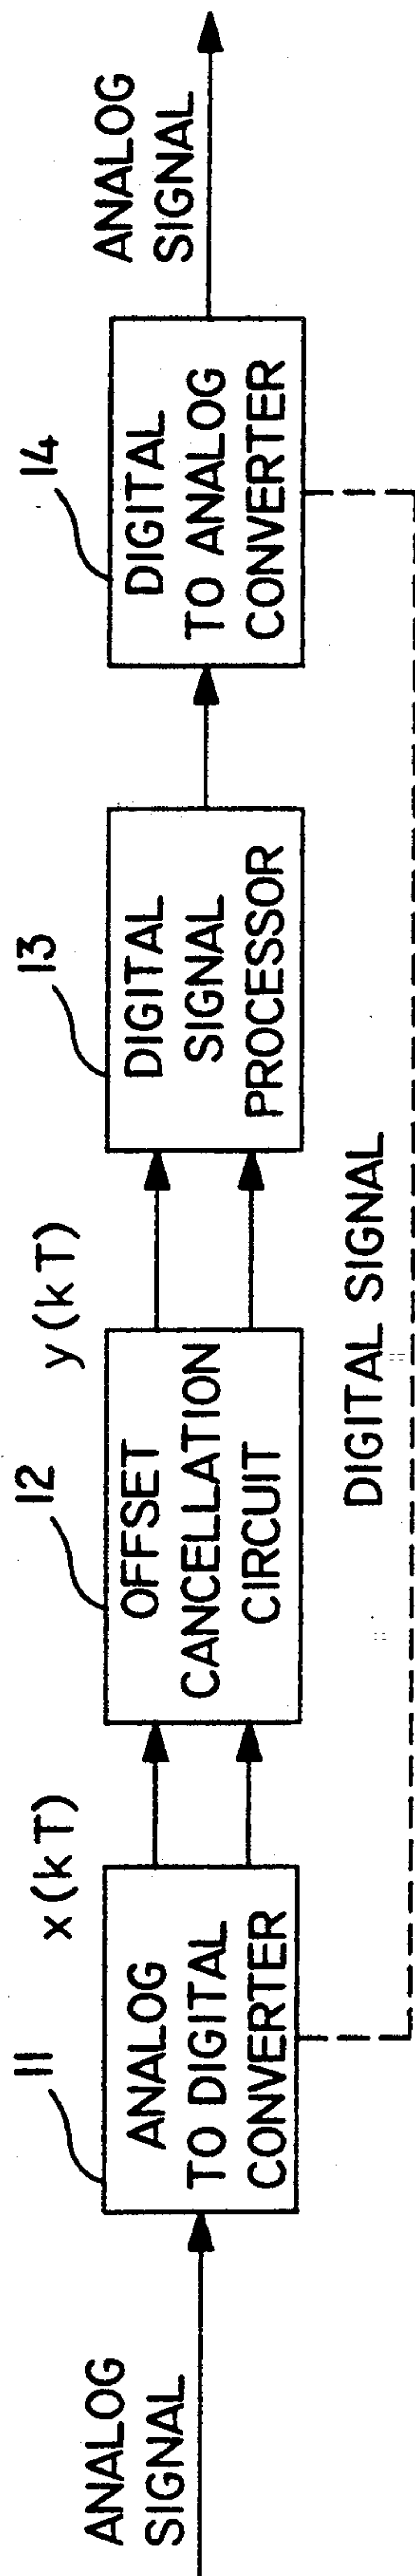 ANALOG
SIGNAL
11
ANALOG
TO DIGITAL
CONVERTER
x(kT)
12
OFFSET
CANCELLATION
CIRCUIT
y(kT)
13
DIGITAL
SIGNAL
PROCESSOR
14
DIGITAL
TO ANALOG
CONVERTER
ANALOG
SIGNAL
DIGITAL SIGNAL